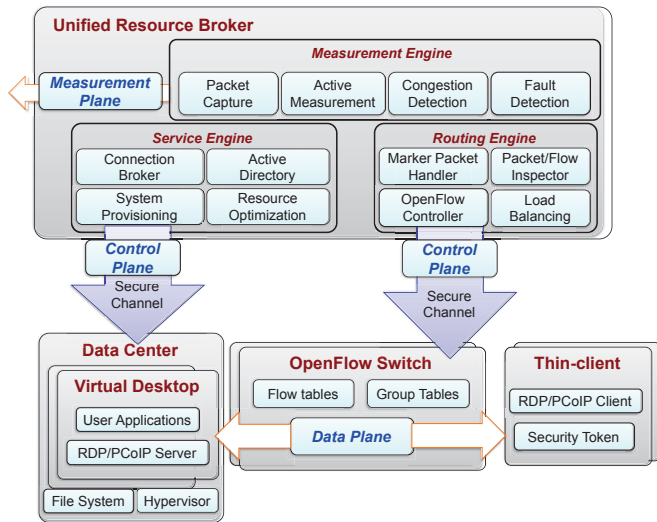 Unified Resource Broker
Measurement Engine
Measurement
Plane
Packet
Capture
Active
Measurement
Congestion
Detection
Fault
Detection
Service Engine
Connection
Broker
Active
Directory
System
Provisioning
Resource
Optimization
Routing Engine
Marker Packet
Handler
Packet/Flow
Inspector
OpenFlow
Controller
Load
Balancing
Control
Plane
Secure
Channel
Control
Plane
Secure
Channel
Data Center
Virtual Desktop
User Applications
RDP/PCoIP Server
File System
Hypervisor
OpenFlow Switch
Flow tables
Group Tables
Data Plane
Thin-client
RDP/PCoIP Client
Security Token